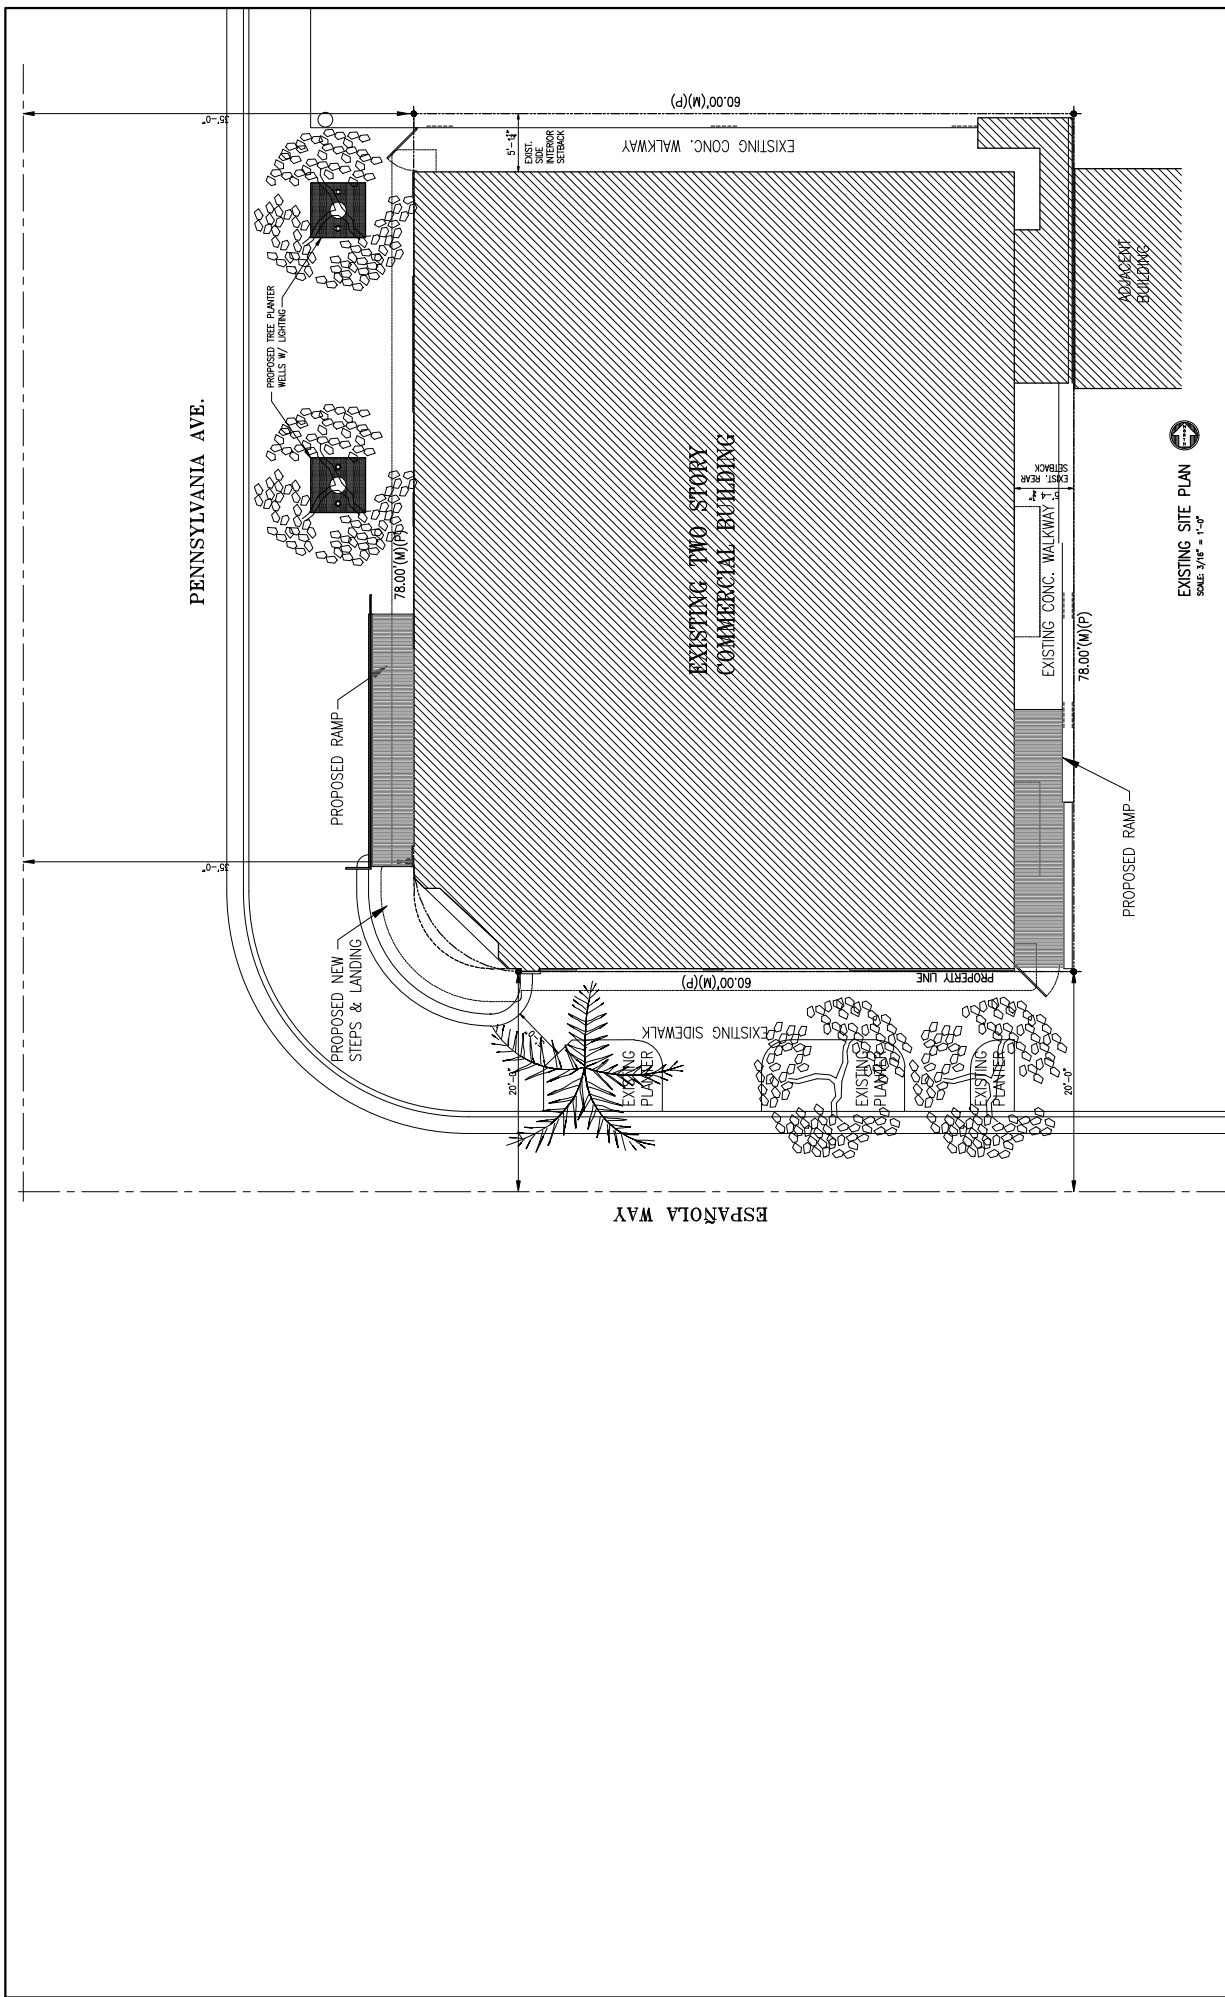 PENNSYLVANIA AVE.
35'-0"
35'-0"
PROPOSED TREE PLANTER
WELLS W/ LIGHTING
PROPOSED RAMP
PROPOSED NEW
STEPS & LANDING
78.00'(M)(P)
60.00'(M)(P)
EXISTING CONC. WALKWAY
EXIST.
SIDE
INTERIOR
SETBACK
EXISTING TWO STORY
COMMERCIAL BUILDING
ADJACENT
BUILDING
EXIST. REAR
SETBACK
EXISTING CONC. WALKWAY
78.00'(M)(P)
PROPOSED RAMP
60.00'(M)(P)
PROPERTY LINE
EXISTING SIDEWALK
EXISTING
PLANTER
EXISTING
PLANTER
EXISTING
PLANTER
20'-0"
20'-0"
ESPAÑOLA WAY
EXISTING SITE PLAN
SCALE: 3/16" = 1'-0"